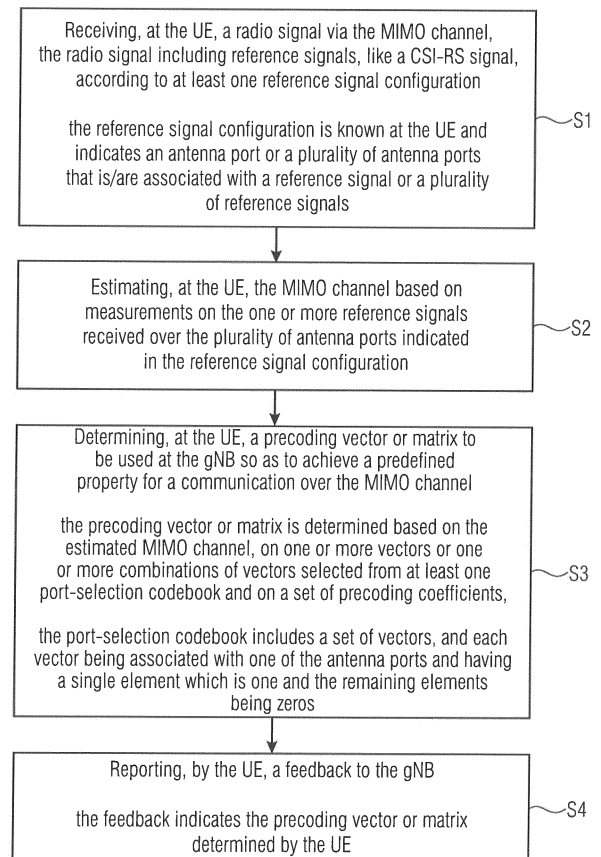 Receiving, at the UE, a radio signal via the MIMO channel,
the radio signal including reference signals, like a CSI-RS signal,
according to at least one reference signal configuration
the reference signal configuration is known at the UE and
indicates an antenna port or a plurality of antenna ports
that is/are associated with a reference signal or a plurality
of reference signals
S1
Estimating, at the UE, the MIMO channel based on
measurements on the one or more reference signals
received over the plurality of antenna ports indicated
in the reference signal configuration
S2
Determining, at the UE, a precoding vector or matrix to
be used at the gNB so as to achieve a predefined
property for a communication over the MIMO channel
the precoding vector or matrix is determined based on the
estimated MIMO channel, on one or more vectors or one
or more combinations of vectors selected from at least one
port-selection codebook and on a set of precoding coefficients,
the port-selection codebook includes a set of vectors, and each
vector being associated with one of the antenna ports and having
a single element which is one and the remaining elements
being zeros
S3
Reporting, by the UE, a feedback to the gNB
the feedback indicates the precoding vector or matrix
determined by the UE
S4